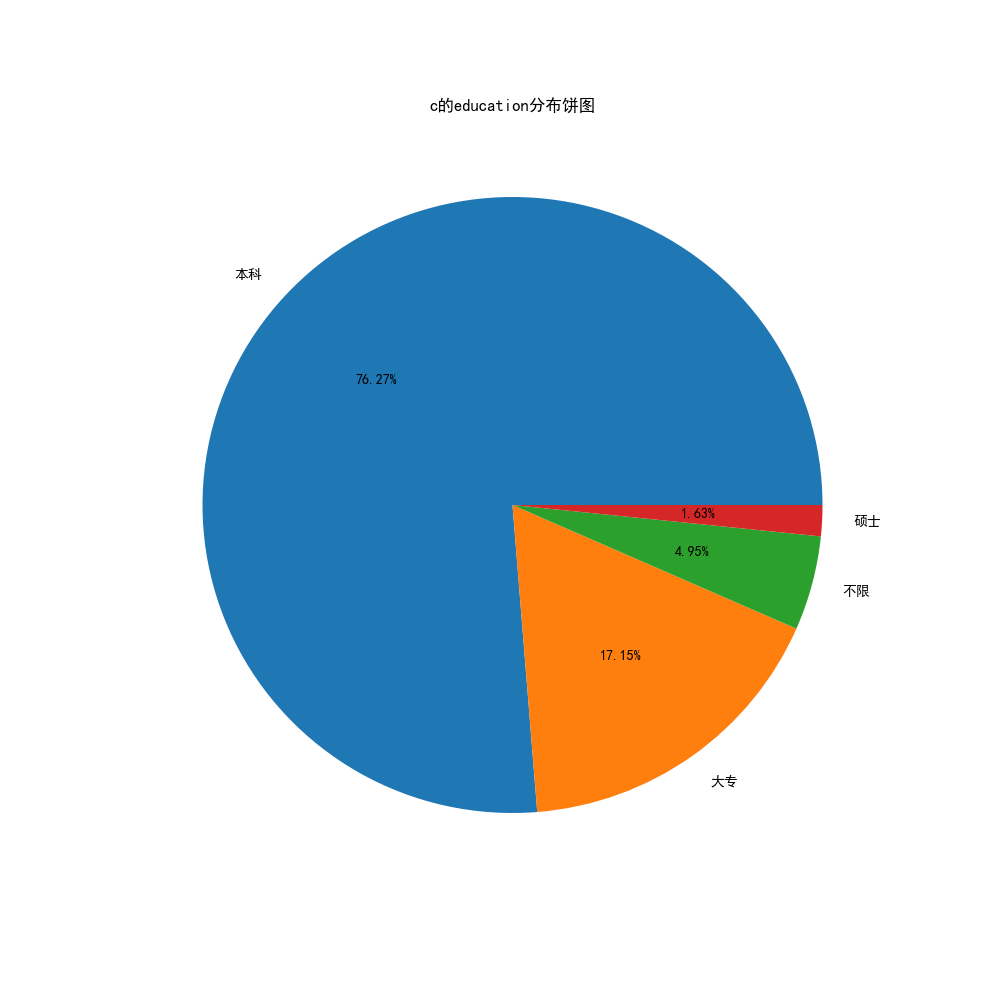 c的education分布饼图
本科
76.27%
1.63%
硕士
4.95%
不限
17.15%
大专